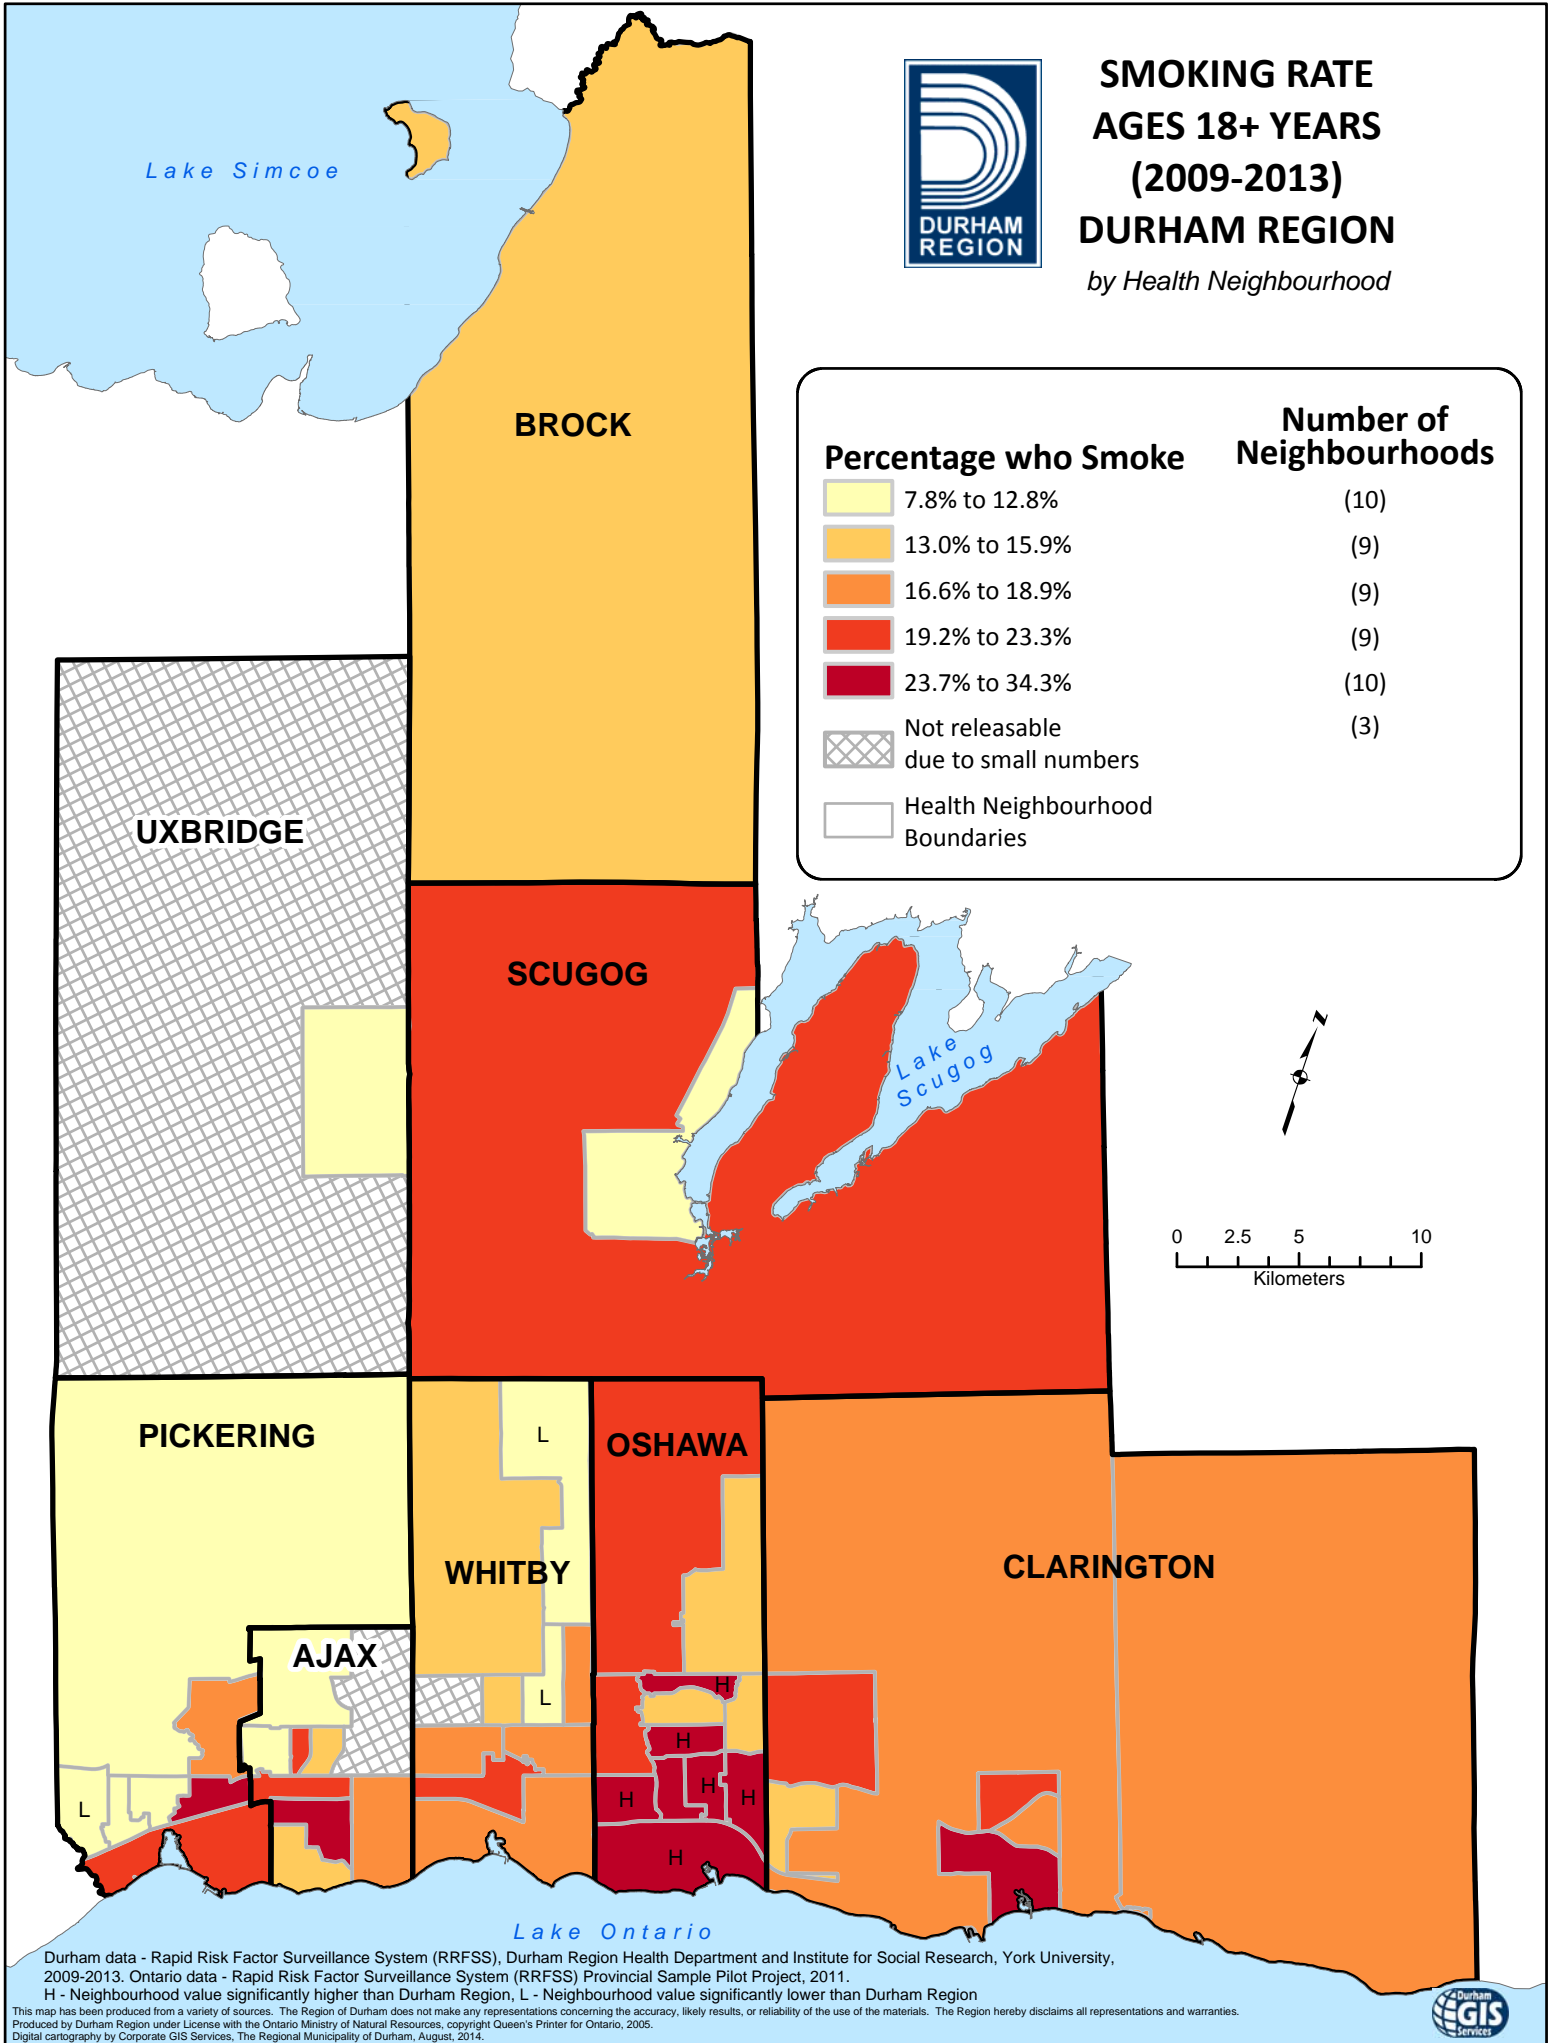 SMOKING RATE
AGES 18+ YEARS
(2009-2013)
DURHAM REGION
by Health Neighbourhood
DURHAM
REGION
Lake Simcoe
BROCK
Percentage who Smoke
Number of
Neighbourhoods
7.8% to 12.8% (10)
13.0% to 15.9% (9)
16.6% to 18.9% (9)
19.2% to 23.3% (9)
23.7% to 34.3% (10)
Not releasable
due to small numbers
(3)
Health Neighbourhood
Boundaries
UXBRIDGE
SCUGOG
Lake
Scugog
N
0 2.5 5 10
Kilometers
PICKERING
L
OSHAWA
WHITBY
CLARINGTON
AJAX
H
L
H
H
H
H
L
H
Lake Ontario
Durham data - Rapid Risk Factor Surveillance System (RRFSS), Durham Region Health Department and Institute for Social Research, York University,
2009-2013. Ontario data - Rapid Risk Factor Surveillance System (RRFSS) Provincial Sample Pilot Project, 2011.
H - Neighbourhood value significantly higher than Durham Region, L - Neighbourhood value significantly lower than Durham Region
This map has been produced from a variety of sources. The Region of Durham does not make any representations concerning the accuracy, likely results, or reliability of the use of the materials. The Region hereby disclaims all representations and warranties.
Produced by Durham Region under License with the Ontario Ministry of Natural Resources, copyright Queen's Printer for Ontario, 2005.
Digital cartography by Corporate GIS Services, The Regional Municipality of Durham, August, 2014.
Durham
GIS
Services